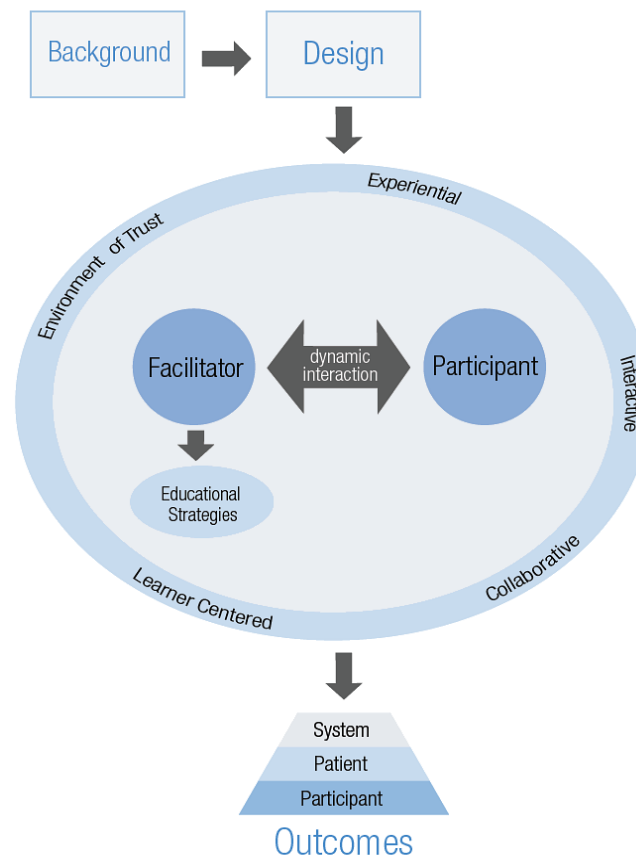 Background
Design
Experiential
Environment of Trust
Interactive
Facilitator
dynamic
interaction
Participant
Educational
Strategies
Collaborative
Learner Centered
System
Patient
Participant
Outcomes